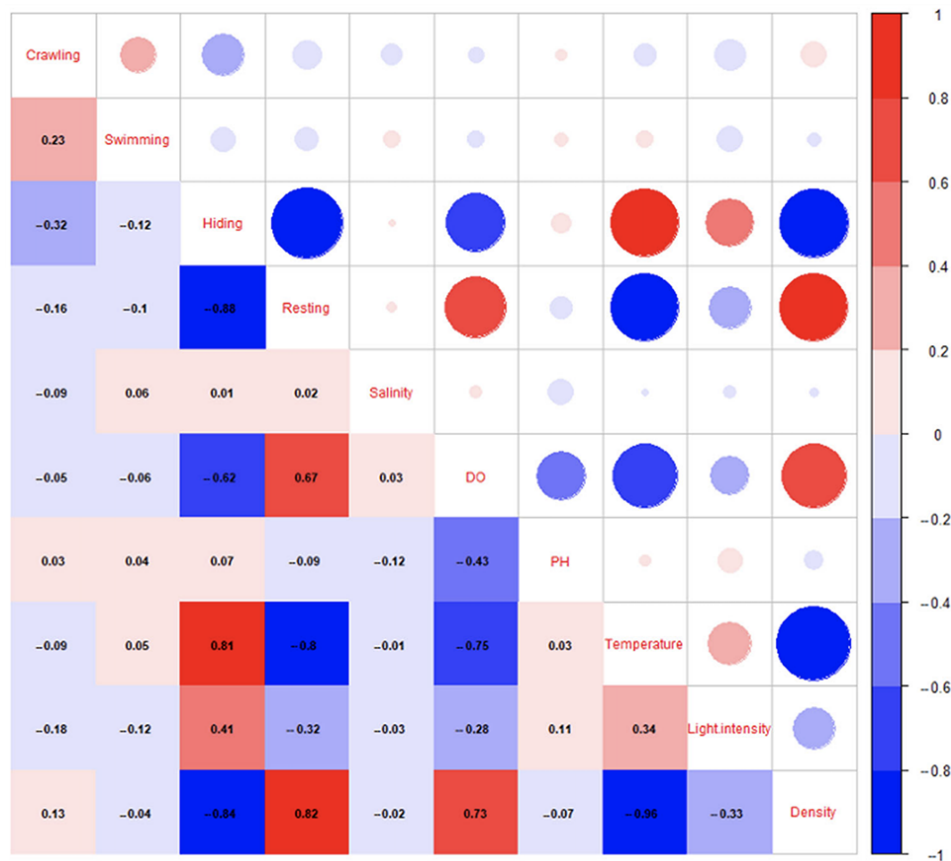 1
Crawling
0.8
0.23 Swimming
0.6
−0.32 −0.12 Hiding
0.4
−0.16 −0.1 −0.88 Resting
0.2
−0.09 0.06 0.01 0.02 Salinity
0
−0.05 −0.06 −0.62 0.67 0.03 DO
−0.2
0.03 0.04 0.07 −0.09 −0.12 −0.43 PH
−0.4
−0.09 0.05 0.81 −0.8 −0.01 −0.75 0.03 Temperature
−0.6
−0.18 −0.12 0.41 −0.32 −0.03 −0.28 0.11 0.34 Light.intensity
−0.8
0.13 −0.04 −0.84 0.82 −0.02 0.73 −0.07 −0.96 −0.33 Density
−1